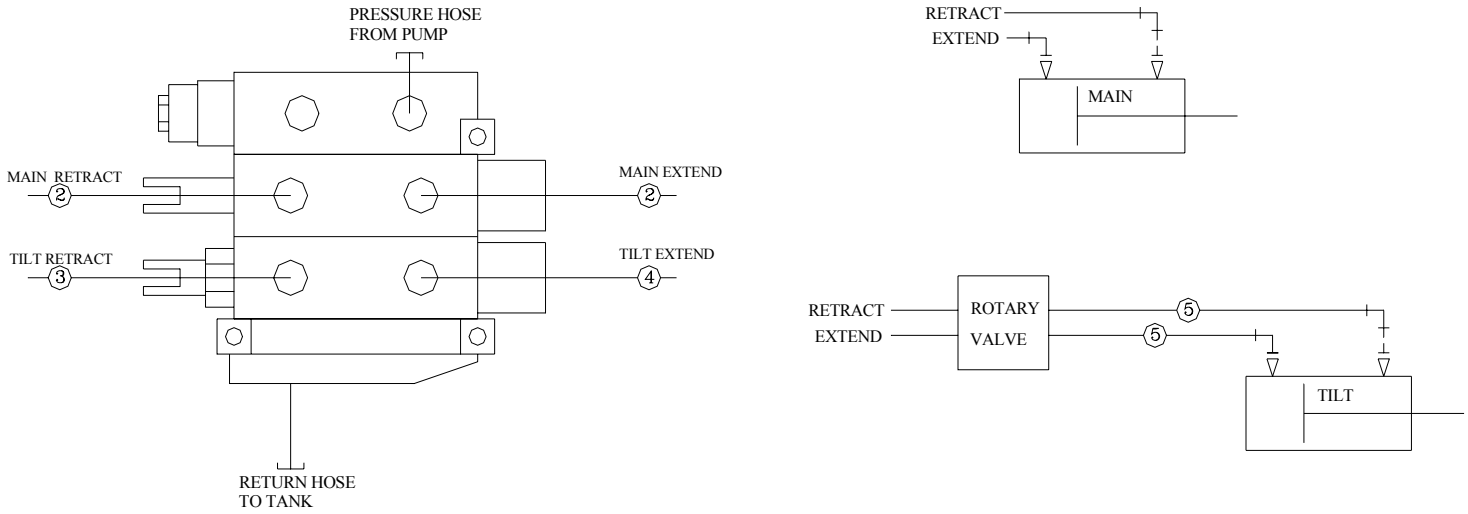 PRESSURE HOSE
FROM PUMP
MAIN RETRACT
2
MAIN EXTEND
2
TILT RETRACT
3
TILT EXTEND
4
RETURN HOSE
TO TANK
RETRACT
EXTEND
MAIN
RETRACT
EXTEND
ROTARY
VALVE
5
5
TILT